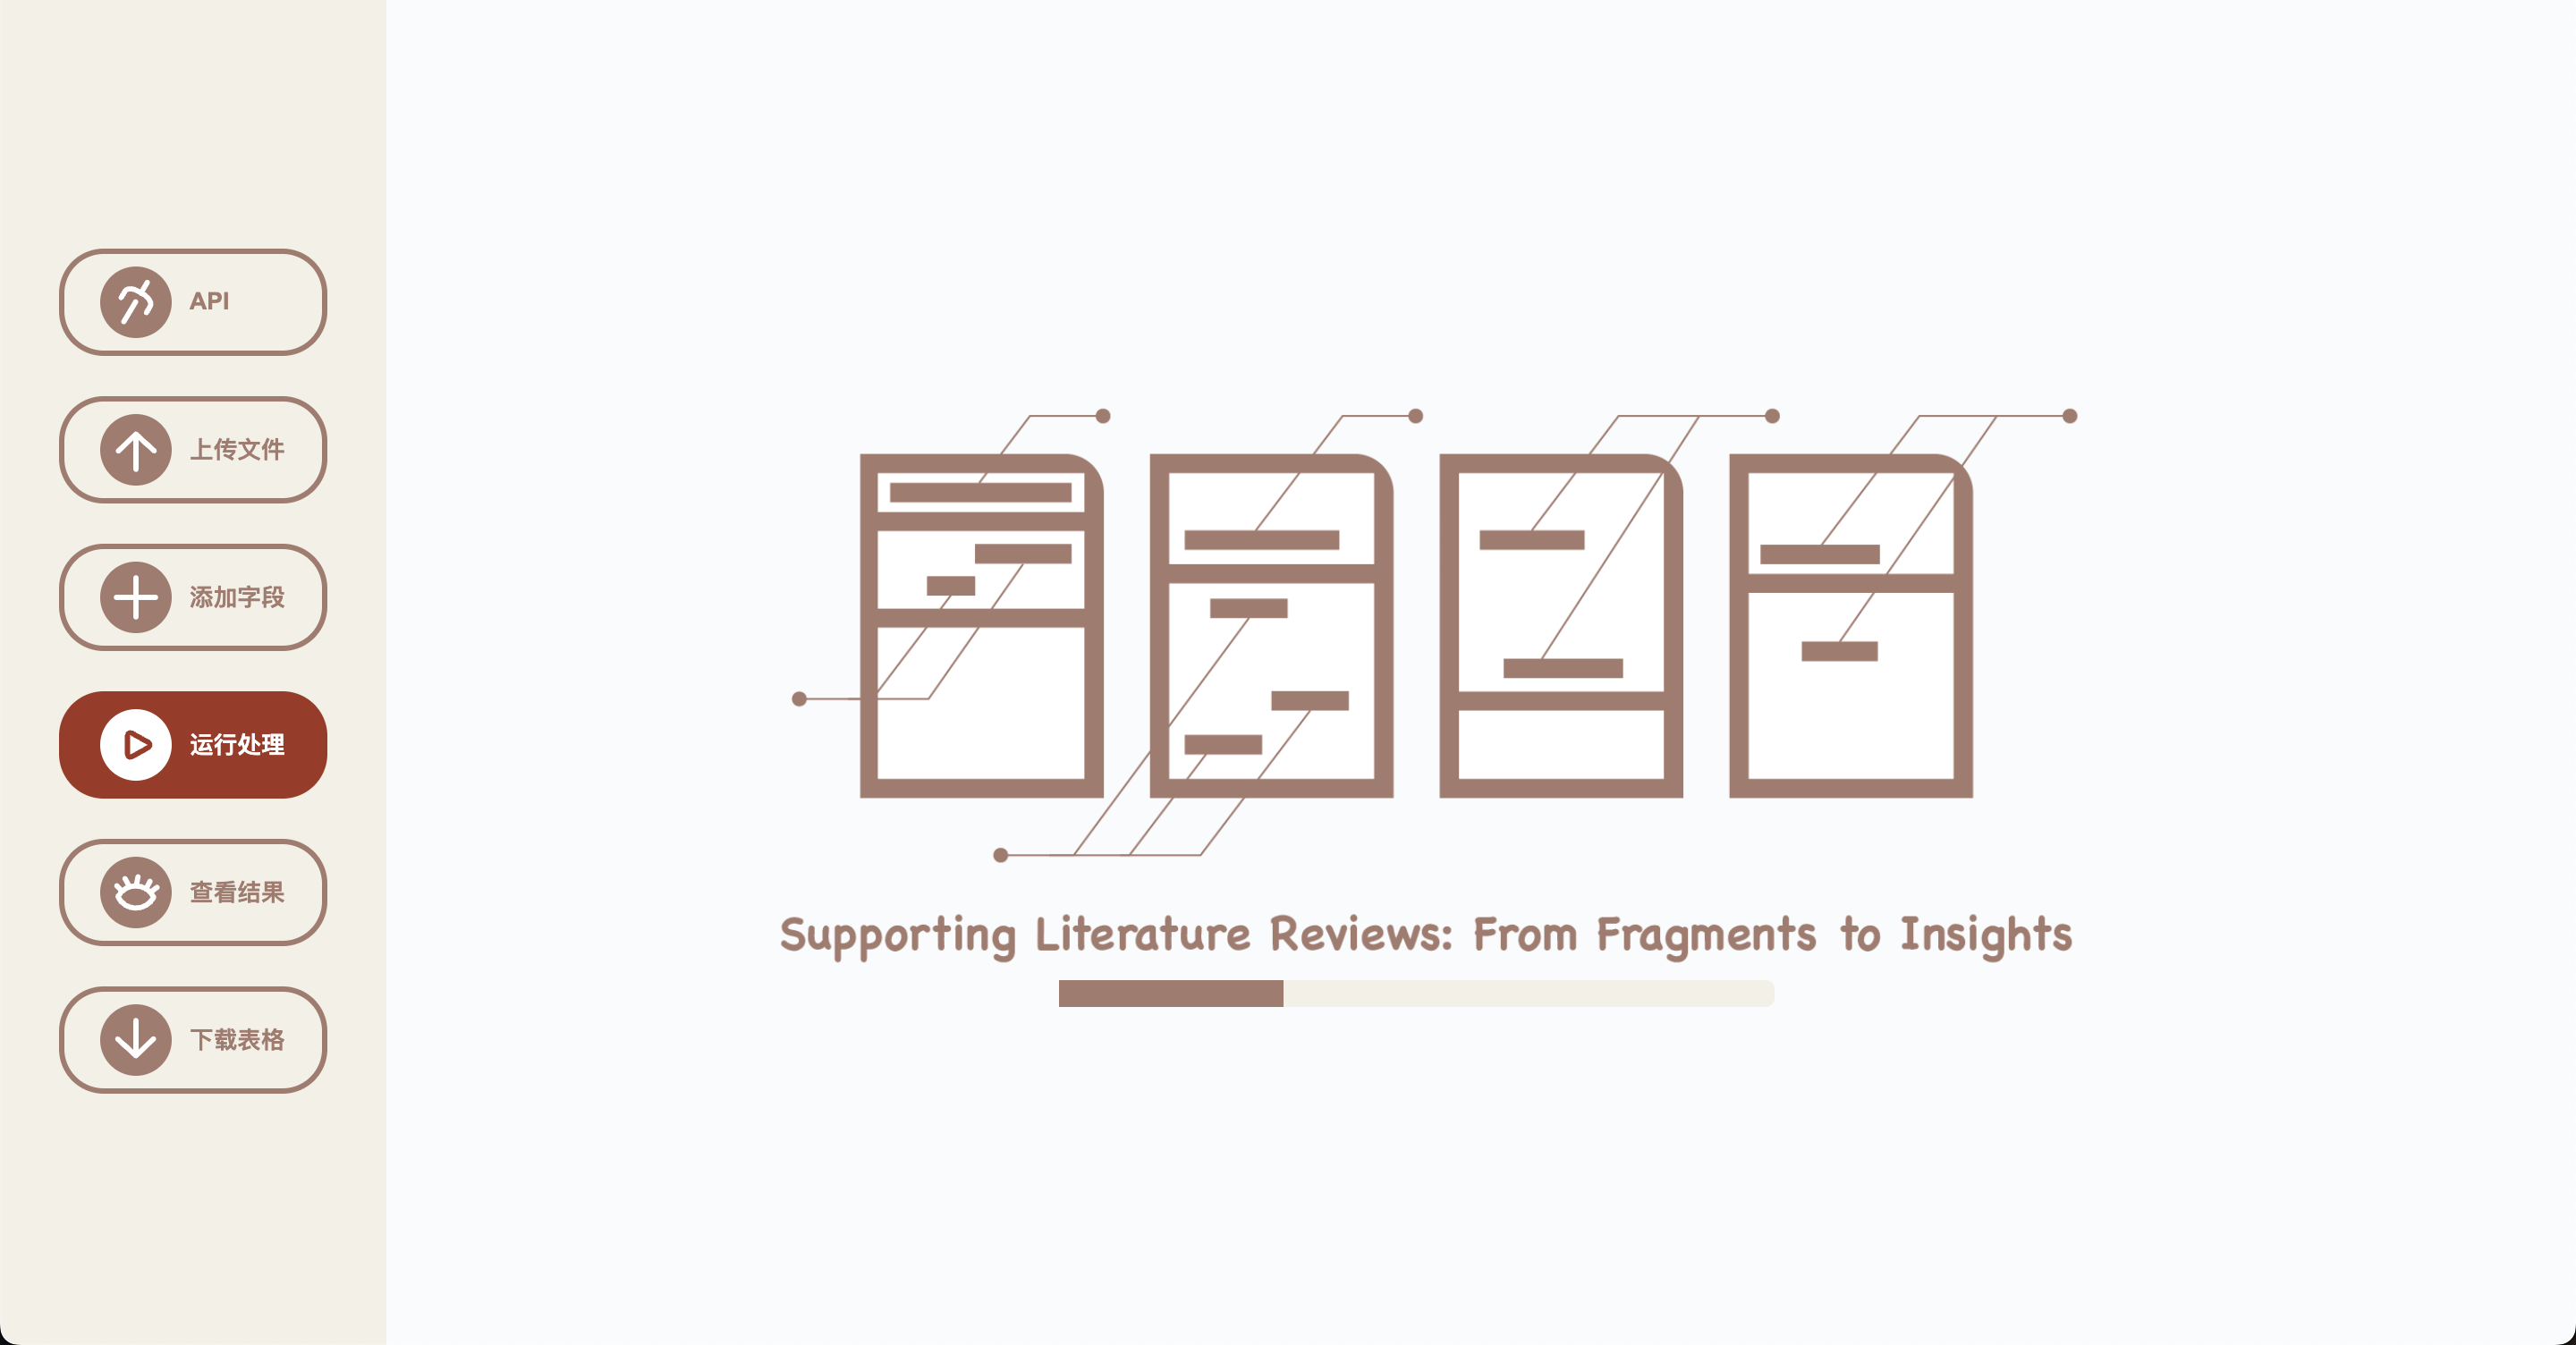 API
上传文件
添加字段
运行处理
查看结果
下载表格
Supporting Literature Reviews: From Fragments to Insights